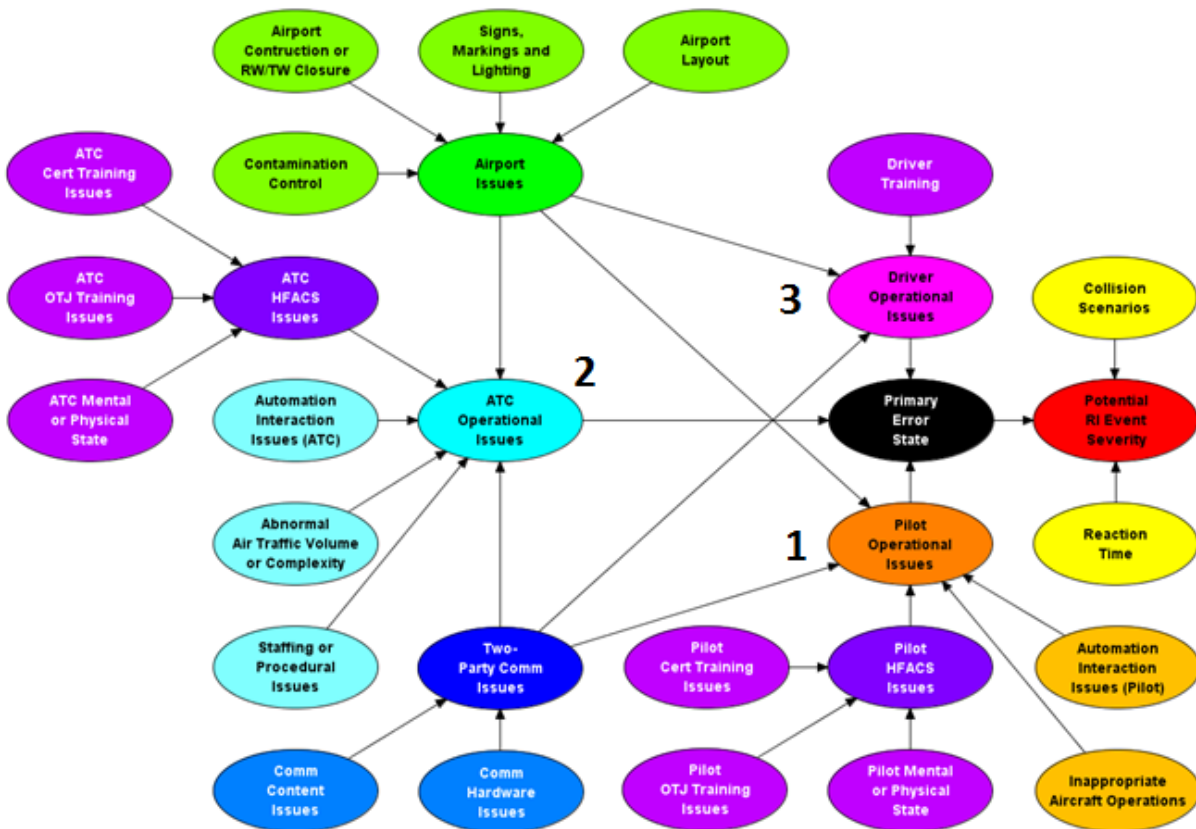 Airport
Contruction or
RW/TW Closure
Signs,
Markings and
Lighting
Airport
Layout
ATC
Cert Training
Issues
Contamination
Control
Airport
Issues
Driver
Training
ATC
OTJ Training
Issues
ATC
HFACS
Issues
3
Driver
Operational
Issues
Collision
Scenarios
2
ATC Mental
or Physical
State
Automation
Interaction
Issues (ATC)
ATC
Operational
Issues
Primary
Error
State
Potential
RI Event
Severity
Abnormal
Air Traffic Volume
or Complexity
1
Pilot
Operational
Issues
Reaction
Time
Staffing or
Procedural
Issues
Two-
Party Comm
Issues
Pilot
Cert Training
Issues
Pilot
HFACS
Issues
Automation
Interaction
Issues (Pilot)
Comm
Content
Issues
Comm
Hardware
Issues
Pilot
OTJ Training
Issues
Pilot Mental
or Physical
State
Inappropriate
Aircraft Operations